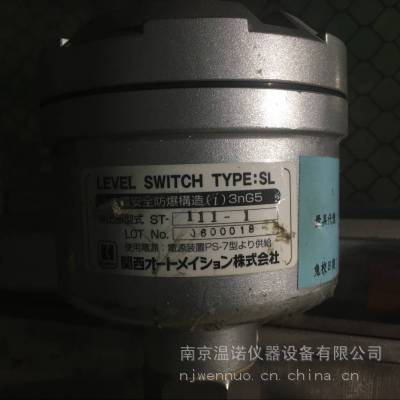 LEVEL SWITCH TYPE:SL
安全防爆構造(i)3nG5
型式 ST- 111-1
LOT No. 0600018
使用電源:電源装置PS-7型より供給
関西オートメイション株式会社
南京温诺仪器设备有限公司
njwennuo.cn.china.cn